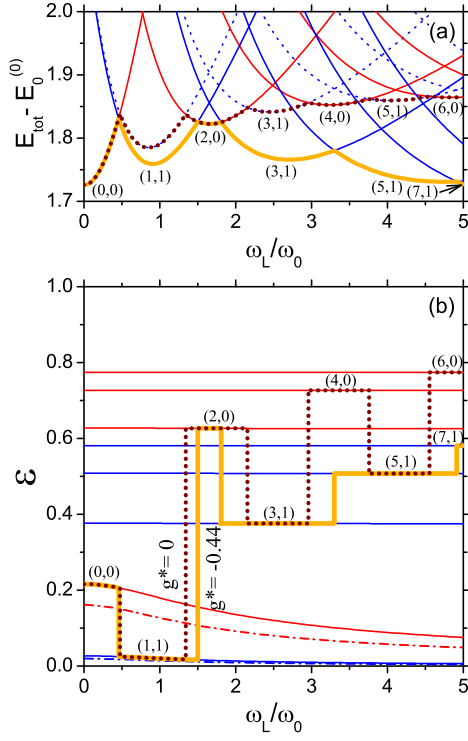 2.0
(a)
E_tot - E_0^(0)
1.9
1.8
1.7
(0,0)
(1,1)
(2,0)
(3,1)
(3,1)
(4,0)
(5,1)
(6,0)
(5,1)
(7,1)
0 1 2 3 4 5
ω_L/ω_0
1.0
(b)
0.8
0.6
0.4
0.2
0.0
ε
(6,0)
(4,0)
(2,0)
(7,1)
(5,1)
(3,1)
g*= 0
g*= -0.44
(0,0)
(1,1)
0 1 2 3 4 5
ω_L/ω_0